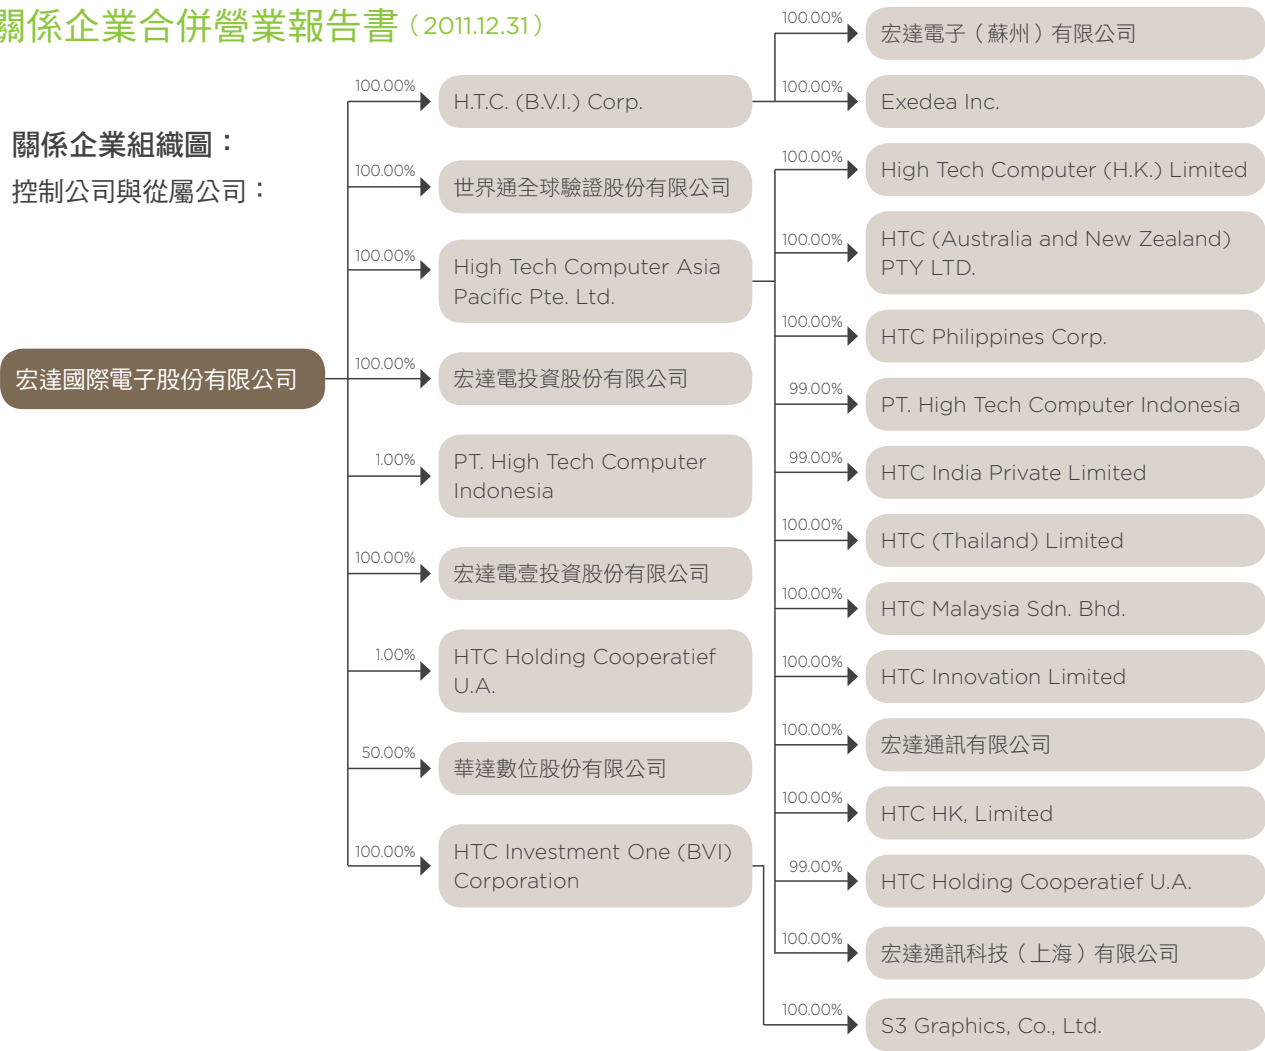 關係企業合併營業報告書（2011.12.31）
關係企業組織圖：
控制公司與從屬公司：
宏達國際電子股份有限公司
100.00%
H.T.C. (B.V.I.) Corp.
100.00%
世界通全球驗證股份有限公司
100.00%
High Tech Computer Asia
Pacific Pte. Ltd.
100.00%
宏達電投資股份有限公司
1.00%
PT. High Tech Computer
Indonesia
100.00%
宏達電壹投資股份有限公司
1.00%
HTC Holding Cooperatief
U.A.
50.00%
華達數位股份有限公司
100.00%
HTC Investment One (BVI)
Corporation
100.00%
宏達電子（蘇州）有限公司
100.00%
Exedea Inc.
100.00%
High Tech Computer (H.K.) Limited
100.00%
HTC (Australia and New Zealand)
PTY LTD.
100.00%
HTC Philippines Corp.
99.00%
PT. High Tech Computer Indonesia
99.00%
HTC India Private Limited
100.00%
HTC (Thailand) Limited
100.00%
HTC Malaysia Sdn. Bhd.
100.00%
HTC Innovation Limited
100.00%
宏達通訊有限公司
100.00%
HTC HK, Limited
99.00%
HTC Holding Cooperatief U.A.
100.00%
宏達通訊科技（上海）有限公司
100.00%
S3 Graphics, Co., Ltd.